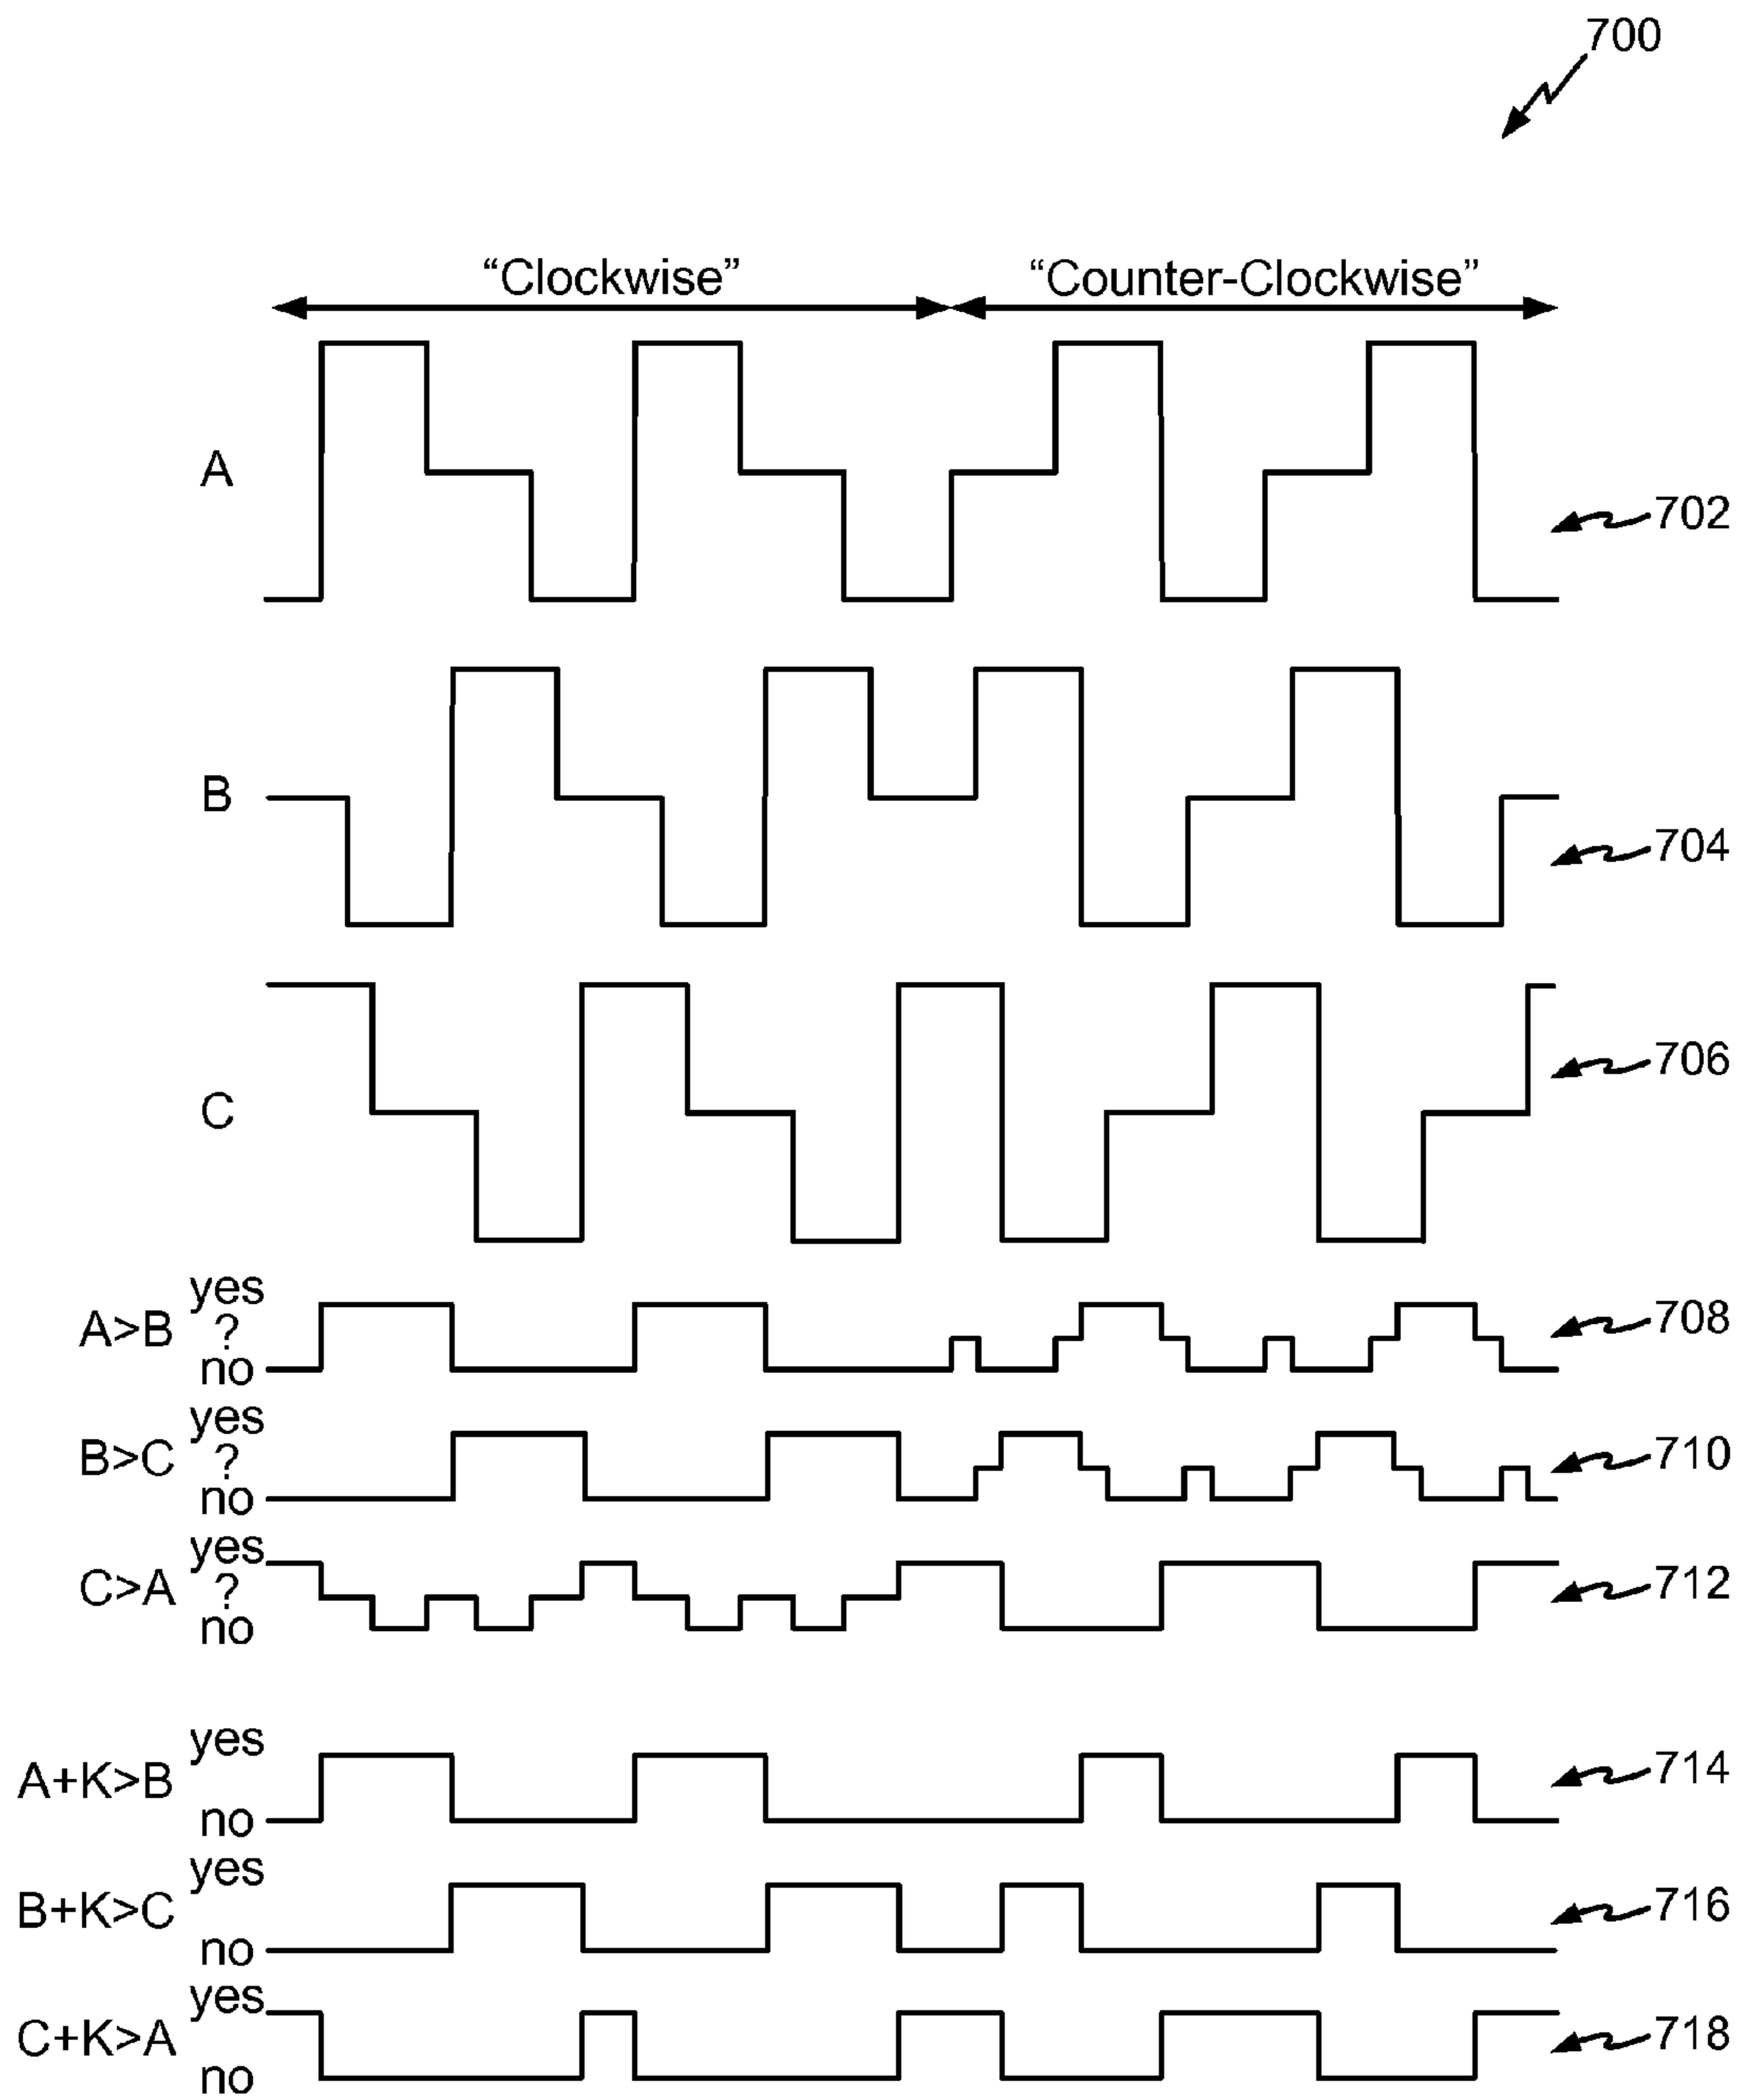 700
“Clockwise” “Counter-Clockwise”
A
702
B
704
C
706
A>B yes ? no 708
B>C yes ? no 710
C>A yes ? no 712
A+K>B yes no 714
B+K>C yes no 716
C+K>A yes no 718